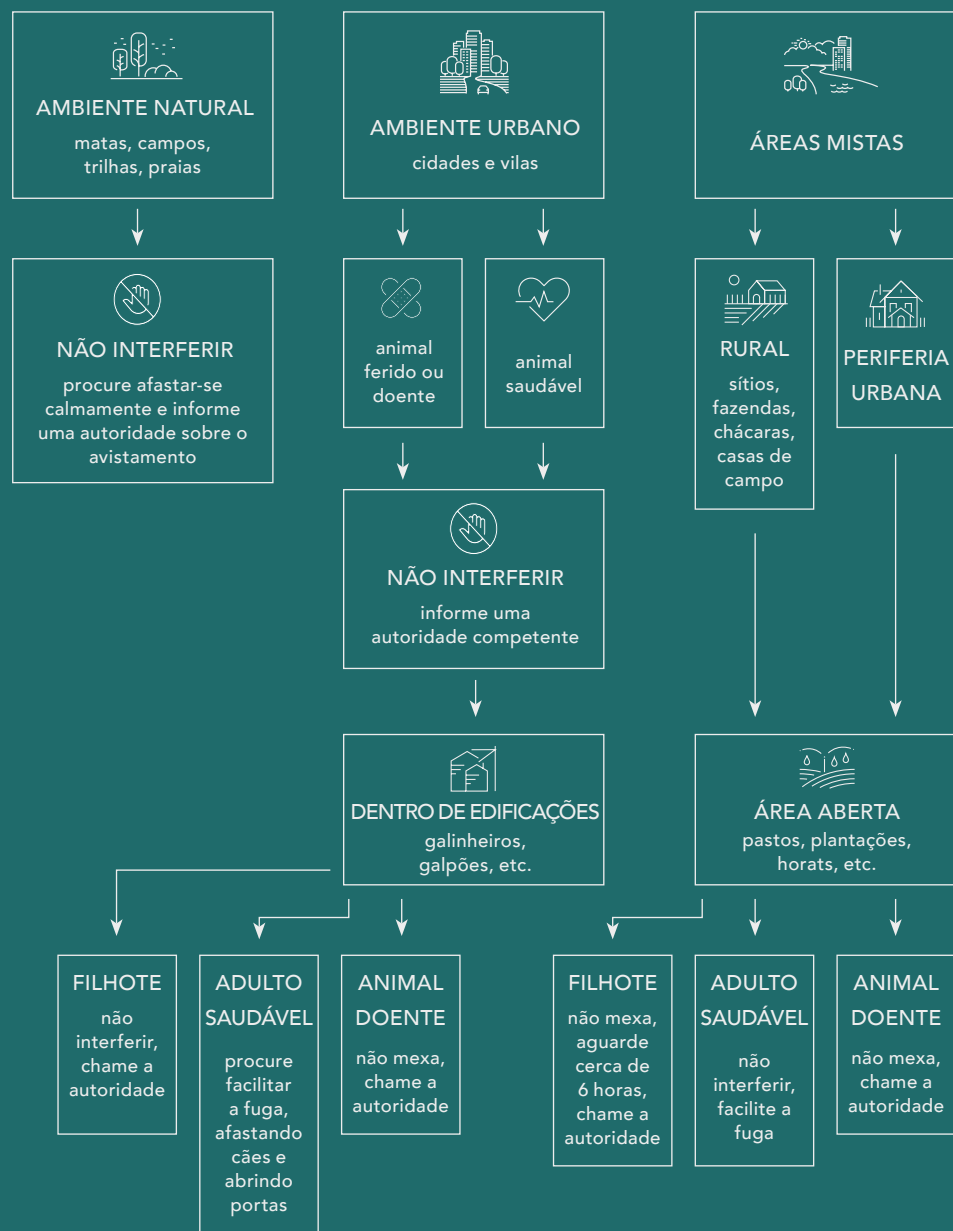 AMBIENTE NATURAL
matas, campos,
trilhas, praias
AMBIENTE URBANO
cidades e vilas
ÁREAS MISTAS
NÃO INTERFERIR
procure afastar-se
calmamente e informe
uma autoridade sobre o
avistamento
animal
ferido ou
doente
animal
saudável
RURAL
sítios,
fazendas,
chácaras,
casas de
campo
PERIFERIA
URBANA
NÃO INTERFERIR
informe uma
autoridade competente
DENTRO DE EDIFICAÇÕES
galinheiros,
galpões, etc.
ÁREA ABERTA
pastos, plantações,
horats, etc.
FILHOTE
não
interferir,
chame a
autoridade
ADULTO
SAUDÁVEL
procure
facilitar
a fuga,
afastando
cães e
abrindo
portas
ANIMAL
DOENTE
não mexa,
chame a
autoridade
FILHOTE
não mexa,
aguarde
cerca de
6 horas,
chame a
autoridade
ADULTO
SAUDÁVEL
não
interferir,
facilite a
fuga
ANIMAL
DOENTE
não mexa,
chame a
autoridade